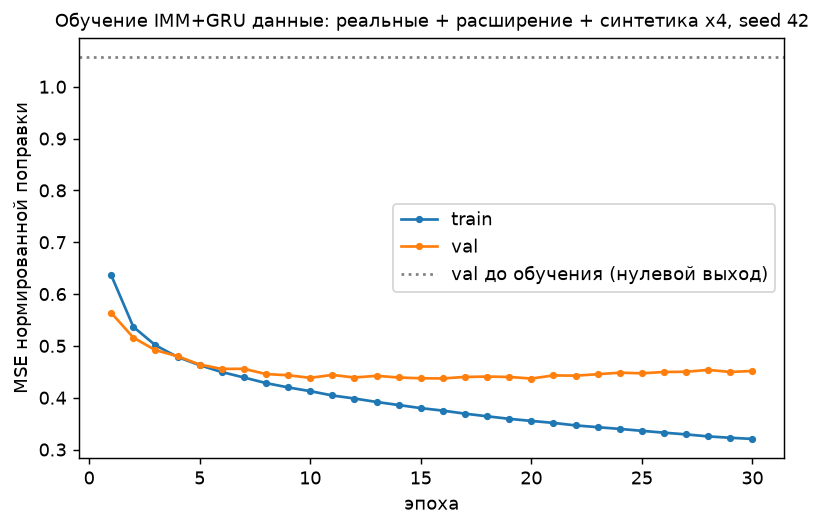 Обучение IMM+GRU данные: реальные + расширение + синтетика x4, seed 42
MSE нормированной поправки
1.0
0.9
0.8
0.7
0.6
0.5
0.4
0.3
train
val
val до обучения (нулевой выход)
0
5
10
15
20
25
30
эпоха